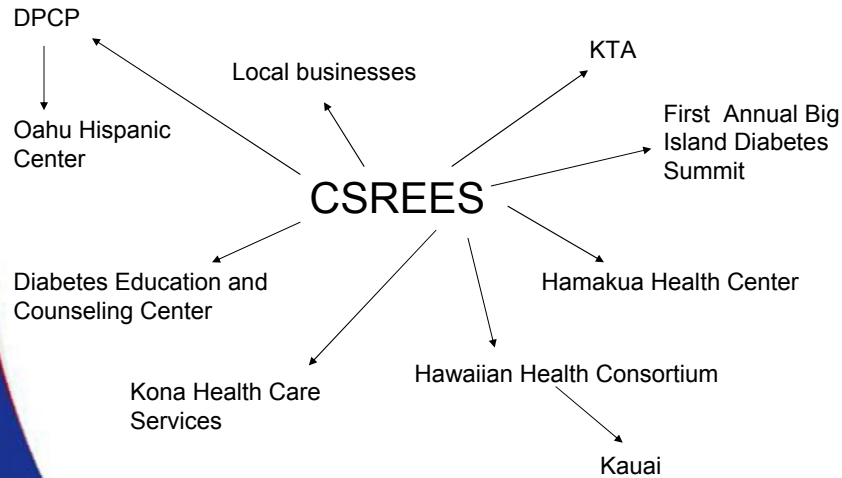 DPCP
Local businesses
KTA
Oahu Hispanic
Center
First Annual Big
Island Diabetes
Summit
CSREES
Diabetes Education and
Counseling Center
Hamakua Health Center
Kona Health Care
Services
Hawaiian Health Consortium
Kauai